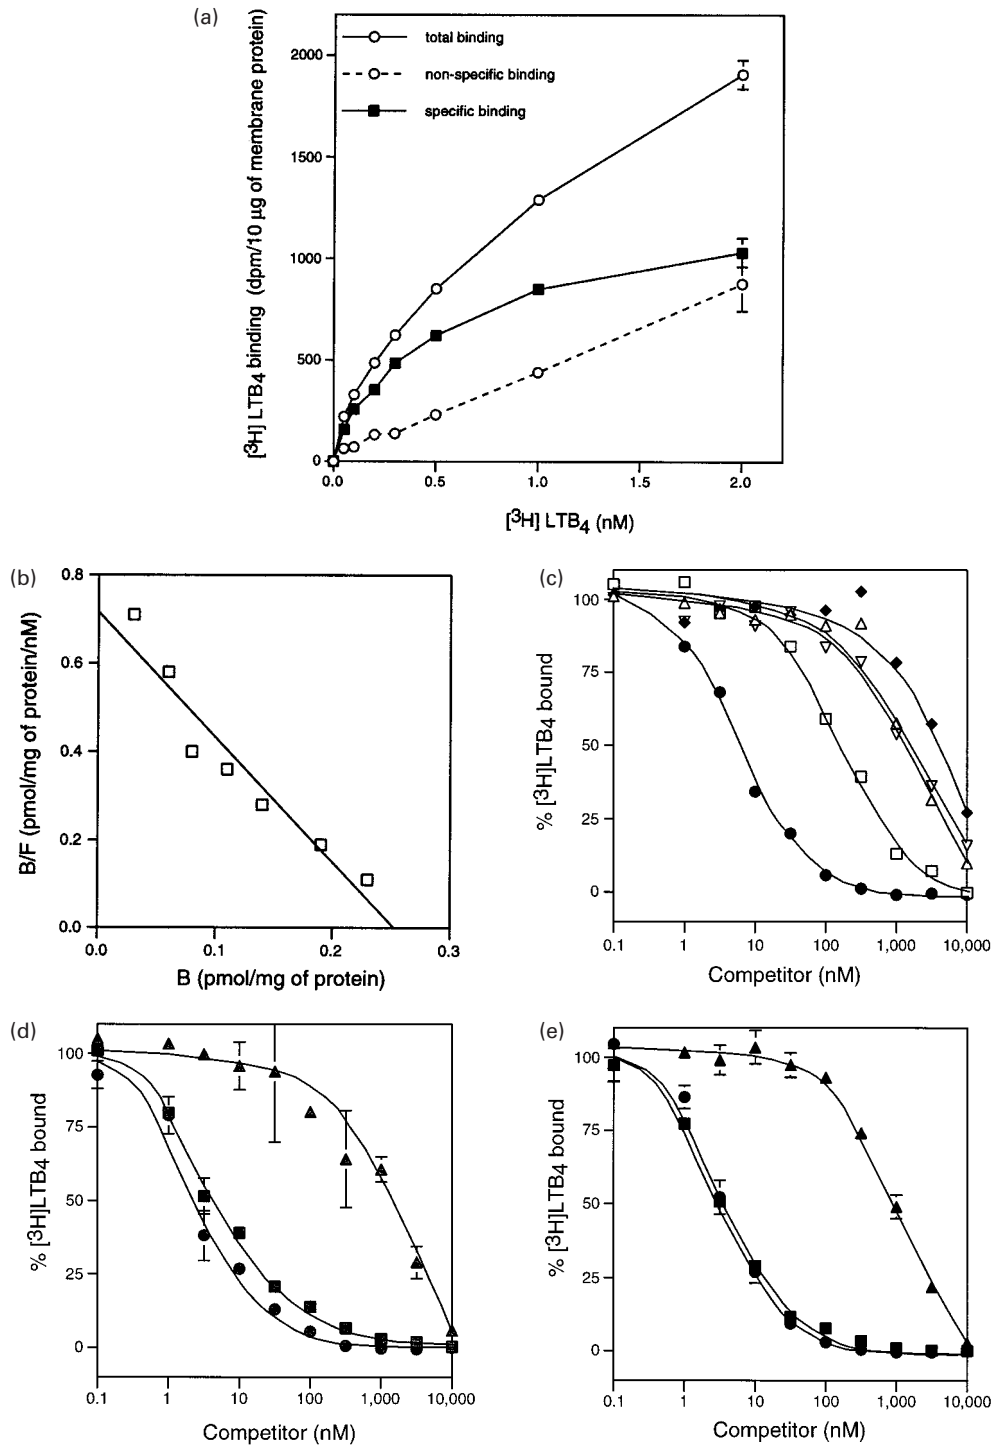 (a)
[3H] LTB4 binding (dpm/10 µg of membrane protein)
total binding
non-specific binding
specific binding
2000
1500
1000
500
0
0.0 0.5 1.0 1.5 2.0
[3H] LTB4 (nM)
(b)
B/F (pmol/mg of protein/nM)
0.8
0.6
0.4
0.2
0.0
0.0 0.1 0.2 0.3
B (pmol/mg of protein)
(c)
% [3H]LTB4 bound
100
75
50
25
0
0.1 1 10 100 1,000 10,000
Competitor (nM)
(d)
% [3H]LTB4 bound
100
75
50
25
0
0.1 1 10 100 1,000 10,000
Competitor (nM)
(e)
% [3H]LTB4 bound
100
75
50
25
0
0.1 1 10 100 1,000 10,000
Competitor (nM)